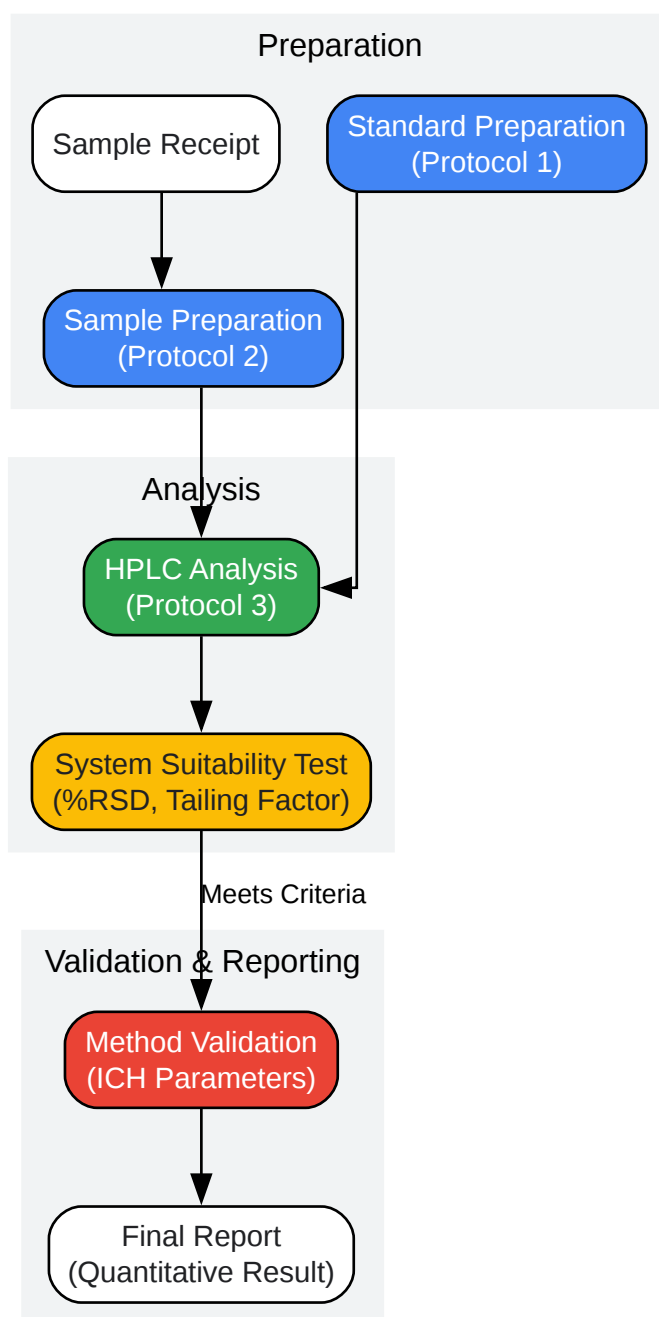 Preparation
Sample Receipt
Standard Preparation
(Protocol 1)
Sample Preparation
(Protocol 2)
Analysis
HPLC Analysis
(Protocol 3)
System Suitability Test
(%RSD, Tailing Factor)
Meets Criteria
Validation & Reporting
Method Validation
(ICH Parameters)
Final Report
(Quantitative Result)